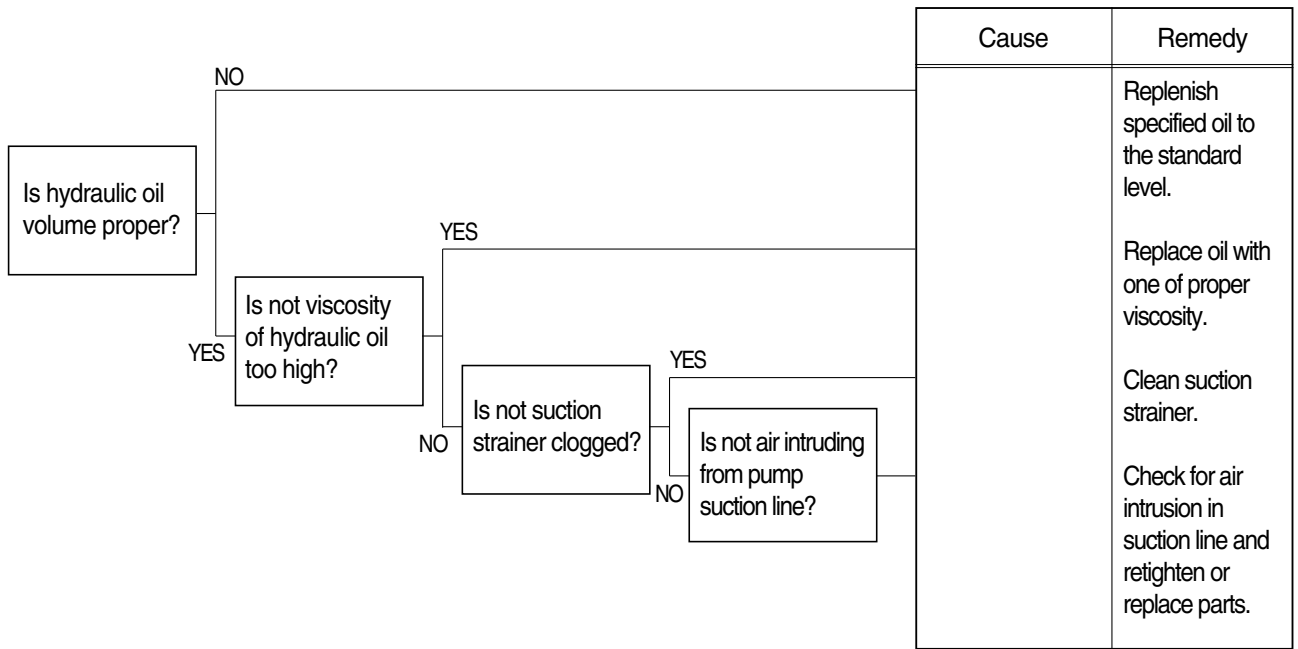 Cause
Remedy
NO
Replenish
specified oil to
the standard
level.
Is hydraulic oil
volume proper?
YES
Replace oil with
one of proper
viscosity.
YES
Is not viscosity
of hydraulic oil
too high?
YES
Clean suction
strainer.
NO
Is not suction
strainer clogged?
NO
Is not air intruding
from pump
suction line?
Check for air
intrusion in
suction line and
retighten or
replace parts.